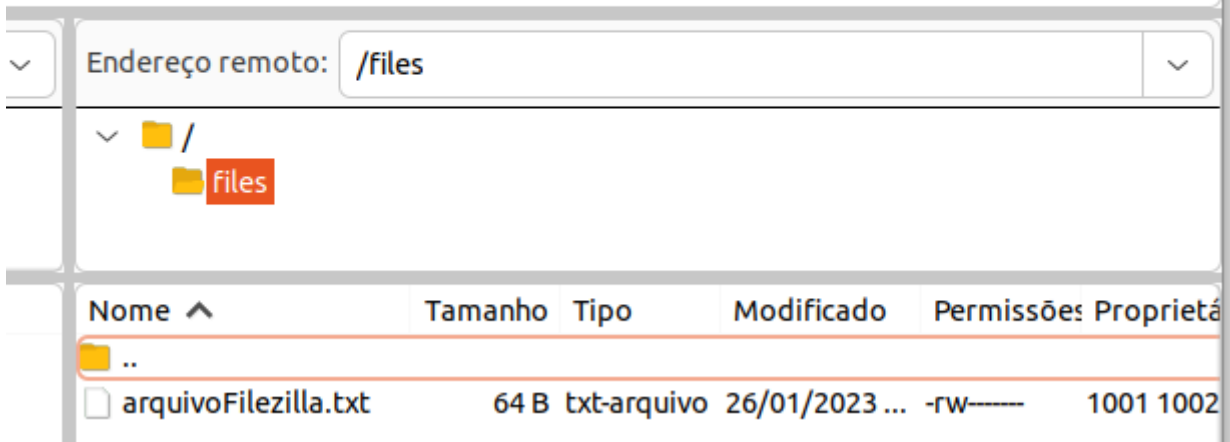 Endereço remoto: /files
/
files
Nome Tamanho Tipo Modificado Permissões Proprietá
..
arquivoFilezilla.txt 64 B txt-arquivo 26/01/2023 ... -rw------- 1001 1002